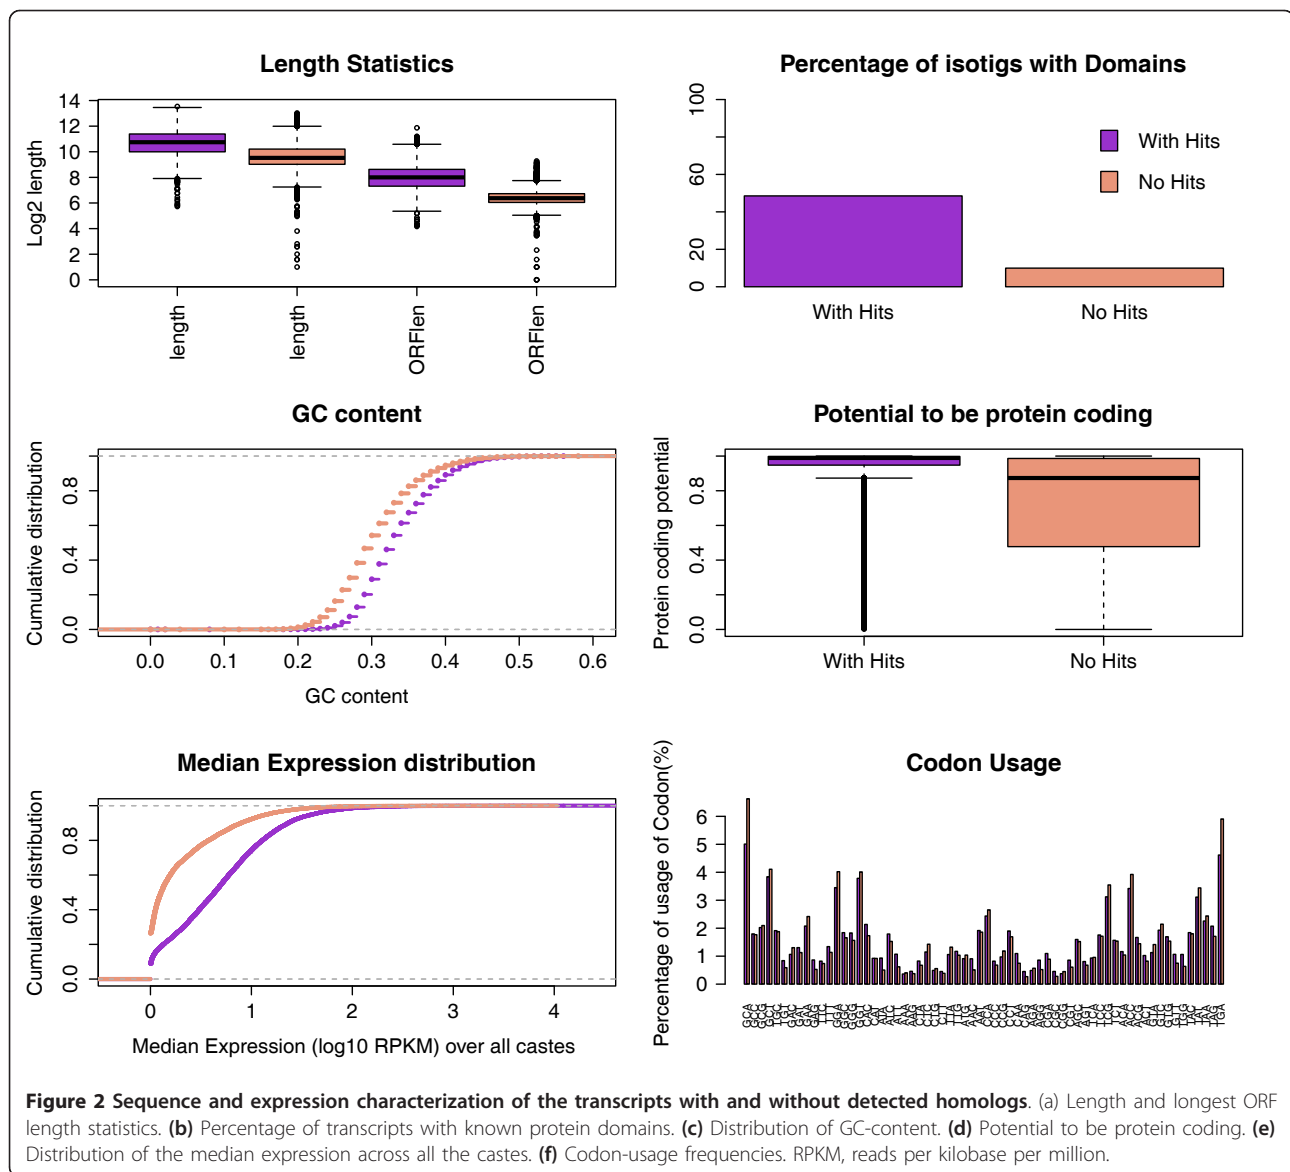 Length Statistics
Log2 length
14
12
10
8
6
4
2
0
length
length
ORFlen
ORFlen
Percentage of isotigs with Domains
100
60
20
0
With Hits
No Hits
With Hits
No Hits
GC content
Cumulative distribution
0.8
0.4
0.0
0.0 0.1 0.2 0.3 0.4 0.5 0.6
GC content
Potential to be protein coding
Protein coding potential
0.8
0.4
0.0
With Hits
No Hits
Median Expression distribution
Cumulative distribution
0.8
0.4
0.0
0 1 2 3 4
Median Expression (log10 RPKM) over all castes
Codon Usage
Percentage of usage of Codon(%)
6
5
4
3
2
1
0
Figure 2 Sequence and expression characterization of the transcripts with and without detected homologs. (a) Length and longest ORF
length statistics. (b) Percentage of transcripts with known protein domains. (c) Distribution of GC-content. (d) Potential to be protein coding. (e)
Distribution of the median expression across all the castes. (f) Codon-usage frequencies. RPKM, reads per kilobase per million.